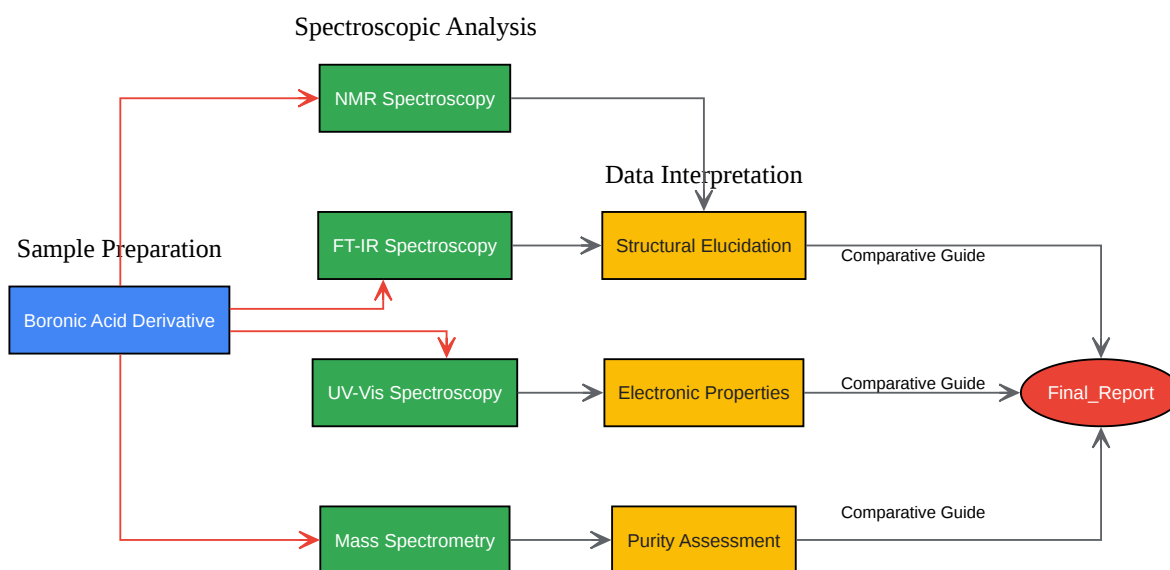 Spectroscopic Analysis
NMR Spectroscopy
Data Interpretation
Sample Preparation
FT-IR Spectroscopy
Structural Elucidation
Comparative Guide
Boronic Acid Derivative
UV-Vis Spectroscopy
Electronic Properties
Comparative Guide
Final_Report
Mass Spectrometry
Purity Assessment
Comparative Guide